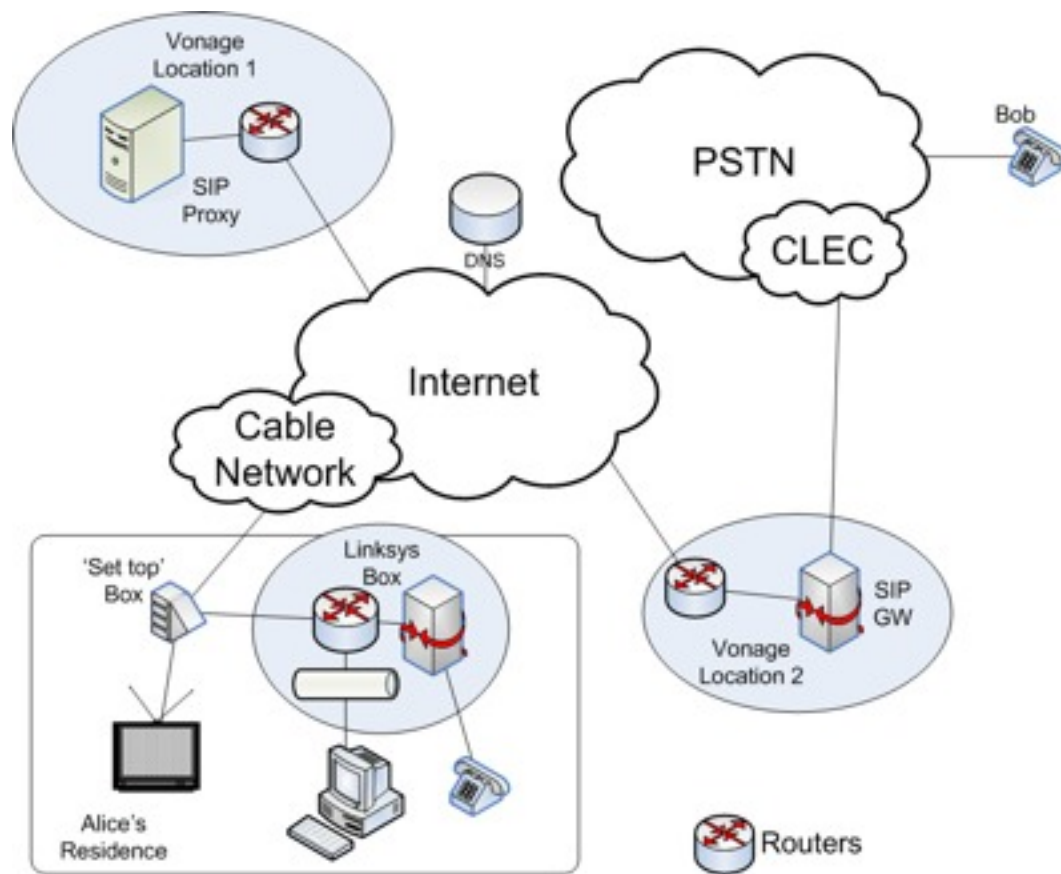 Vonage
Location 1
SIP
Proxy
DNS
PSTN
CLEC
Bob
Internet
Cable
Network
'Set top'
Box
Linksys
Box
Alice's
Residence
SIP
GW
Vonage
Location 2
Routers